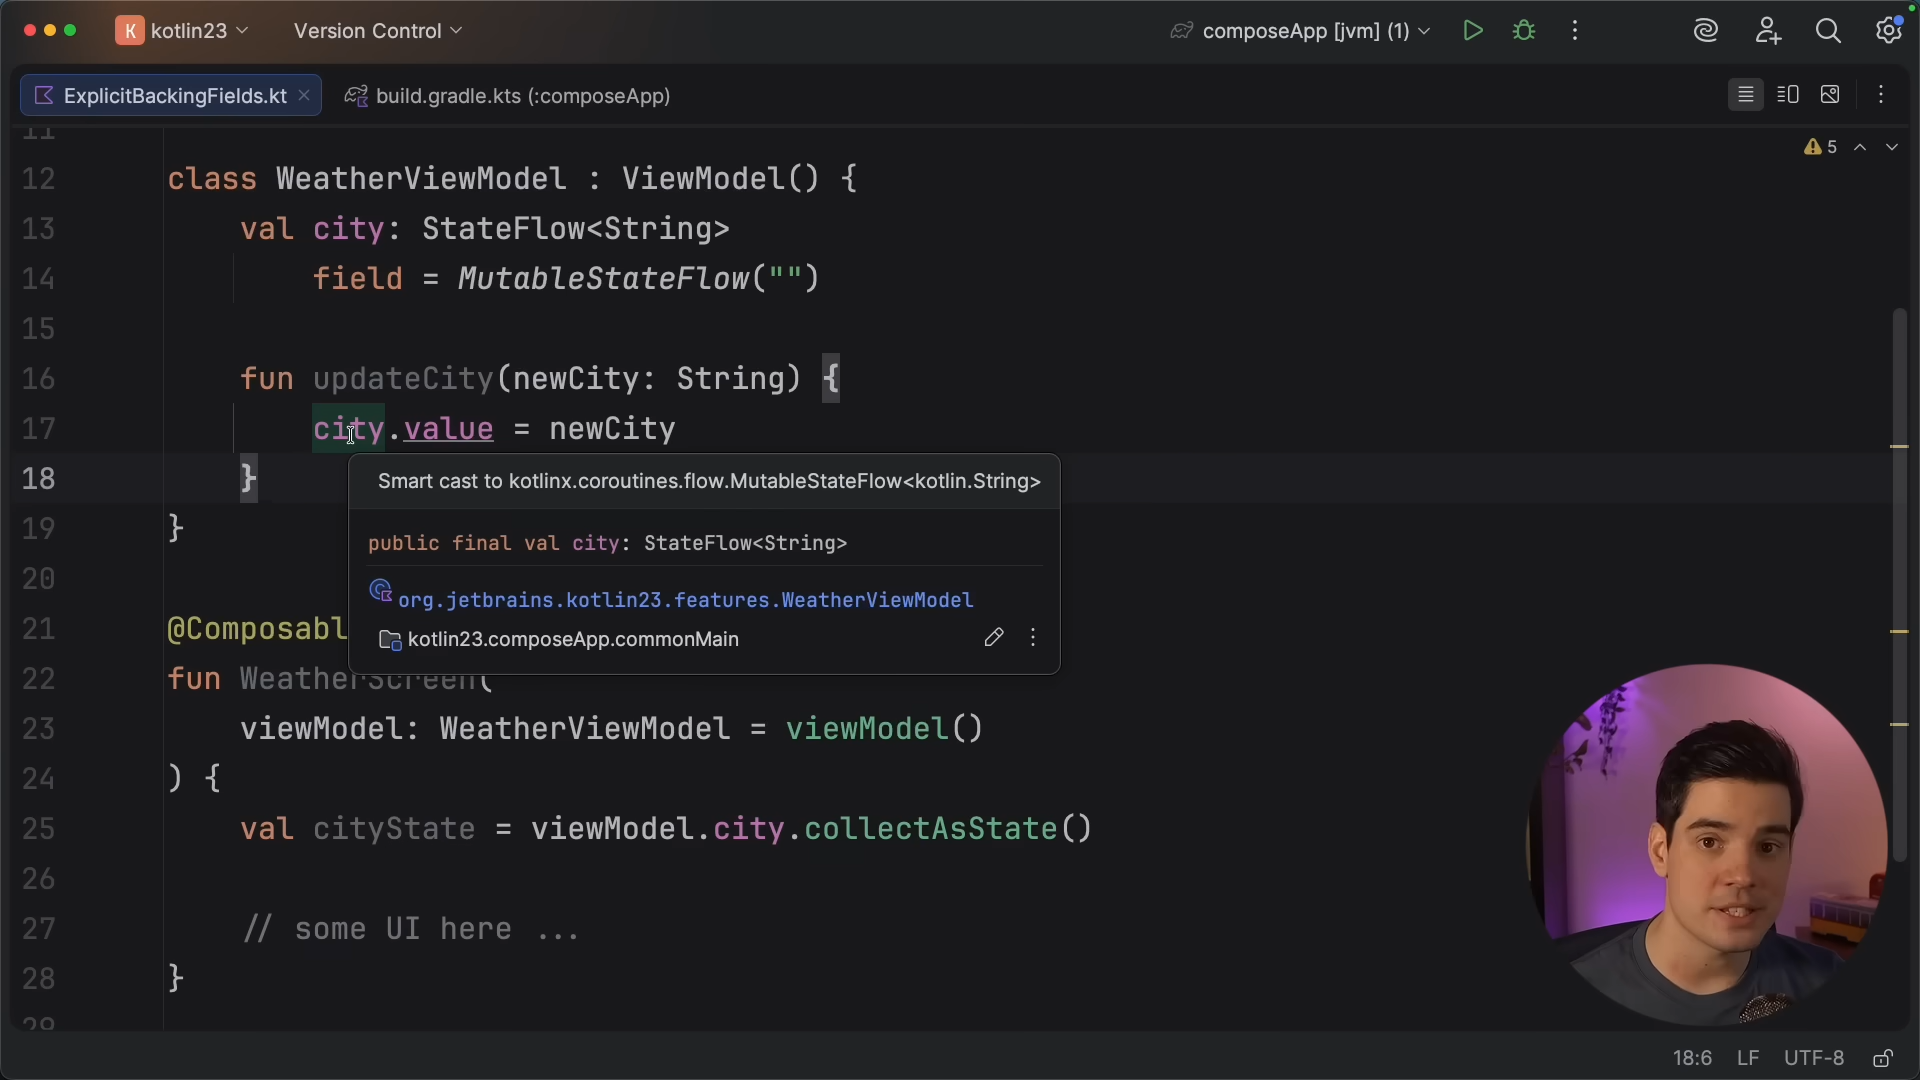 K kotlin23 Version Control composeApp [jvm] (1)
ExplicitBackingFields.kt build.gradle.kts (:composeApp)
11
5
12 class WeatherViewModel : ViewModel() {
13 val city: StateFlow<String>
14 field = MutableStateFlow("")
15
16 fun updateCity(newCity: String) {
17 city.value = newCity
18 }
Smart cast to kotlinx.coroutines.flow.MutableStateFlow<kotlin.String>
19 }
public final val city: StateFlow<String>
20
org.jetbrains.kotlin23.features.WeatherViewModel
21 @Composabl
kotlin23.composeApp.commonMain
22 fun WeatherScreen(
23 viewModel: WeatherViewModel = viewModel()
24 ) {
25 val cityState = viewModel.city.collectAsState()
26
27 // some UI here ...
28 }
29
18:6 LF UTF-8